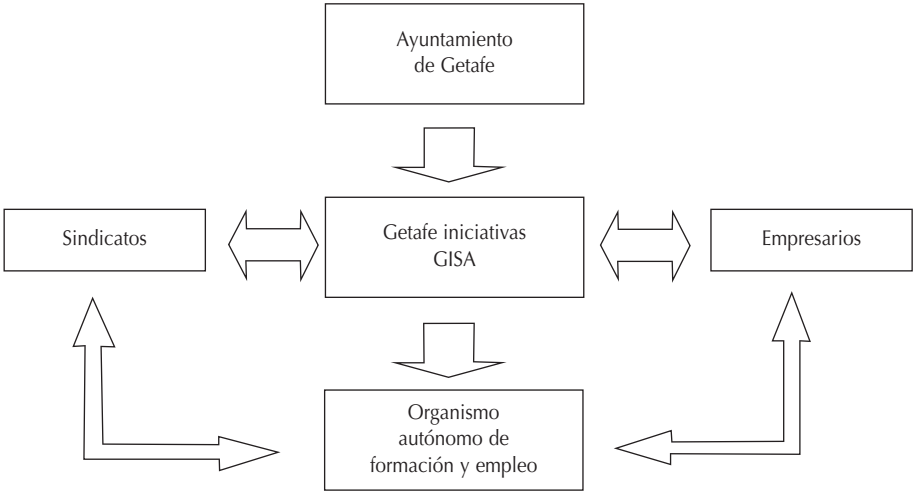 Ayuntamiento
de Getafe
Sindicatos
Getafe iniciativas
GISA
Empresarios
Organismo
autónomo de
formación y empleo